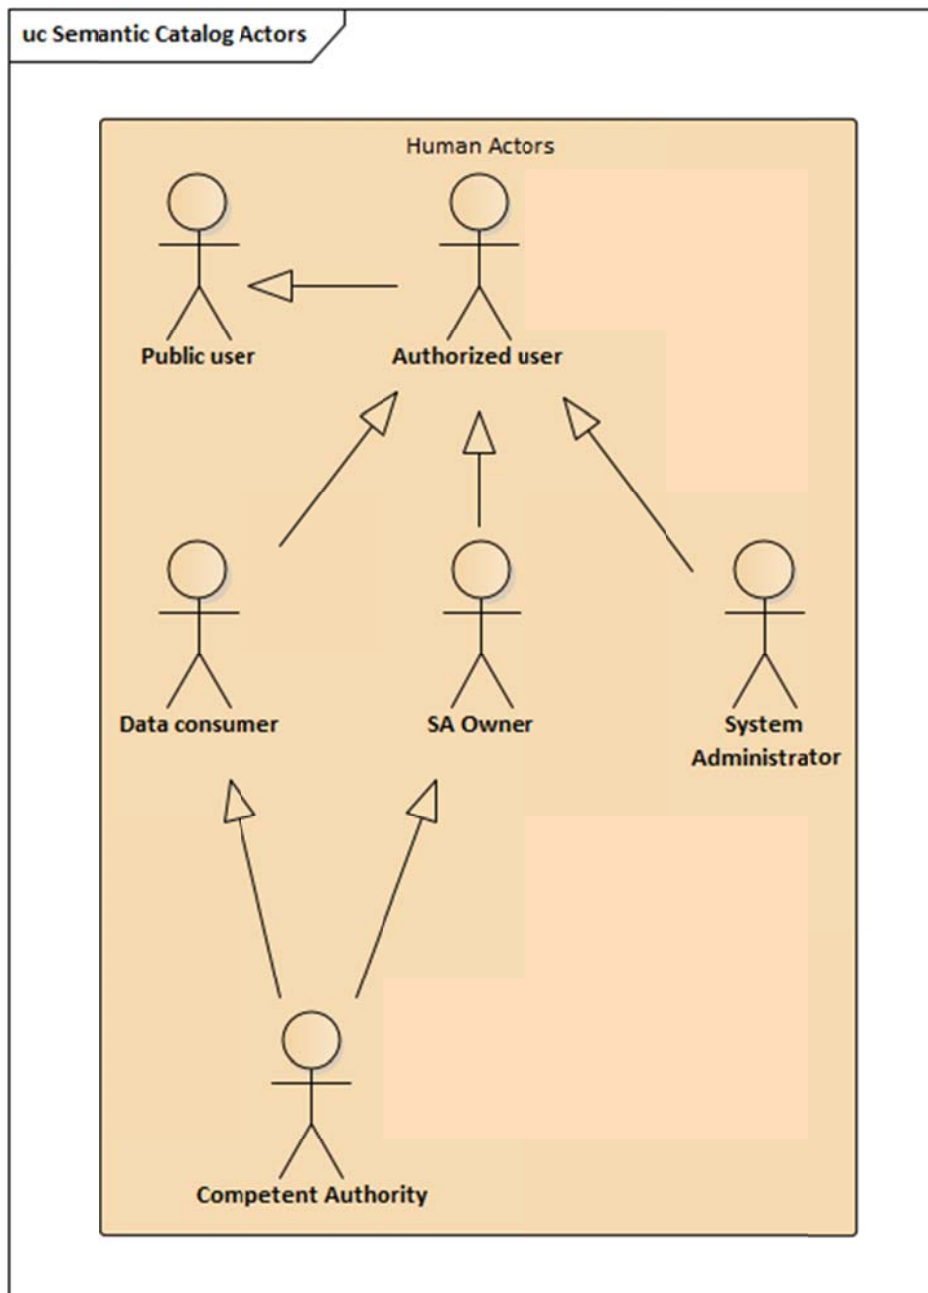 uc Semantic Catalog Actors
Human Actors
Public user
Authorized user
Data consumer
SA Owner
System
Administrator
Competent Authority